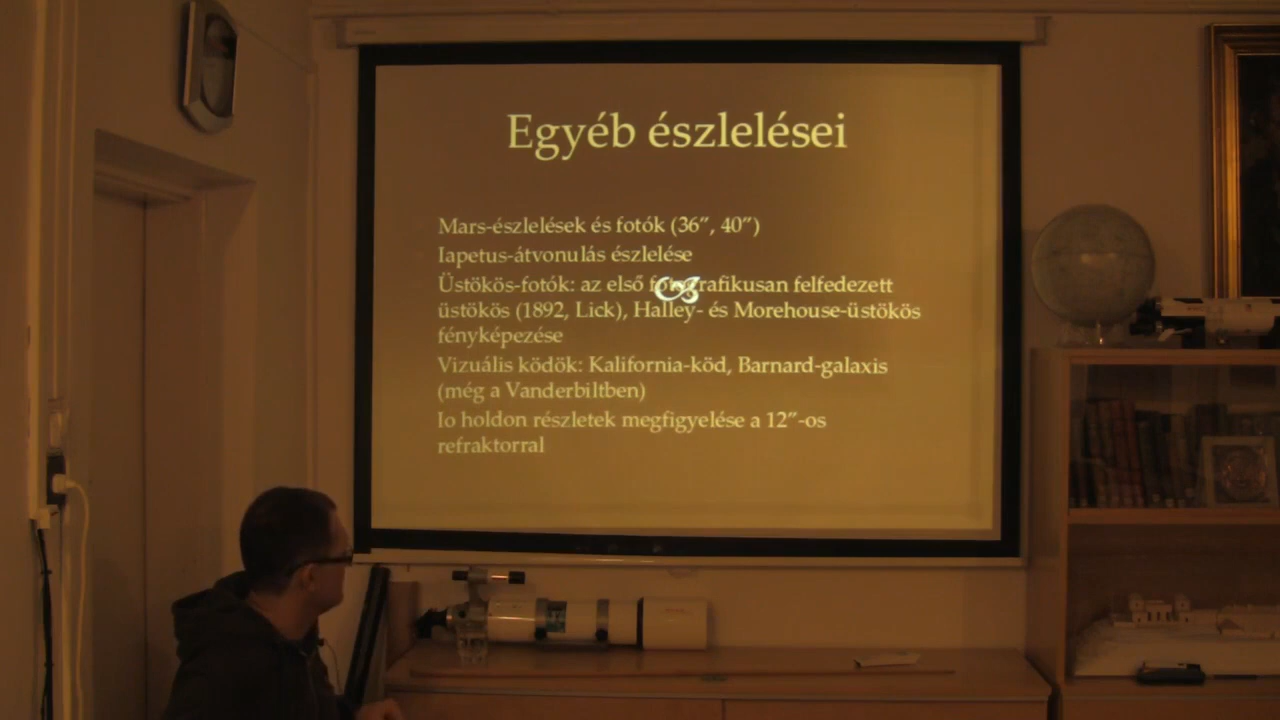 Egyéb észlelései
Mars-észlelések és fotók (36”, 40”)
Iapetus-átvonulás észlelése
Üstökös-fotók: az első fotografikusan felfedezett
üstökös (1892, Lick), Halley- és Morehouse-üstökös
fényképezése
Vizuális ködök: Kalifornia-köd, Barnard-galaxis
(még a Vanderbiltben)
Io holdon részletek megfigyelése a 12”-os
refraktorral